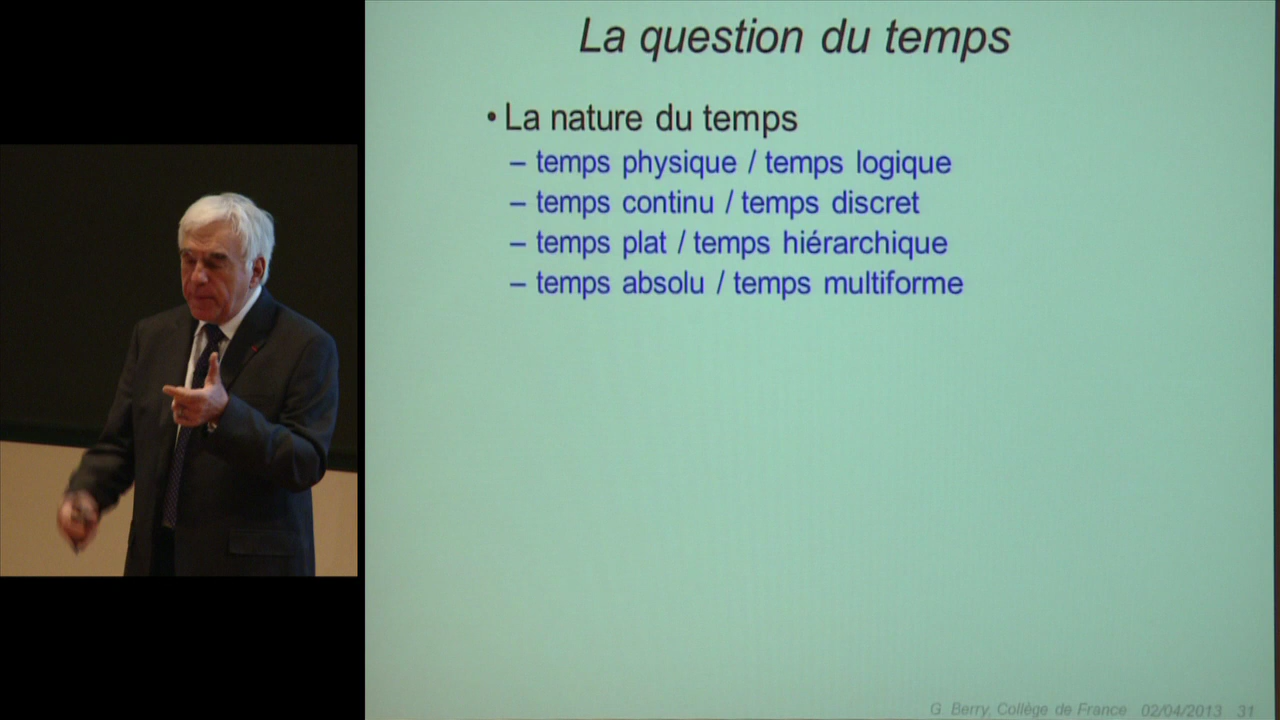 La question du temps
• La nature du temps
– temps physique / temps logique
– temps continu / temps discret
– temps plat / temps hiérarchique
– temps absolu / temps multiforme
G. Berry, Collège de France 02/04/2013 31